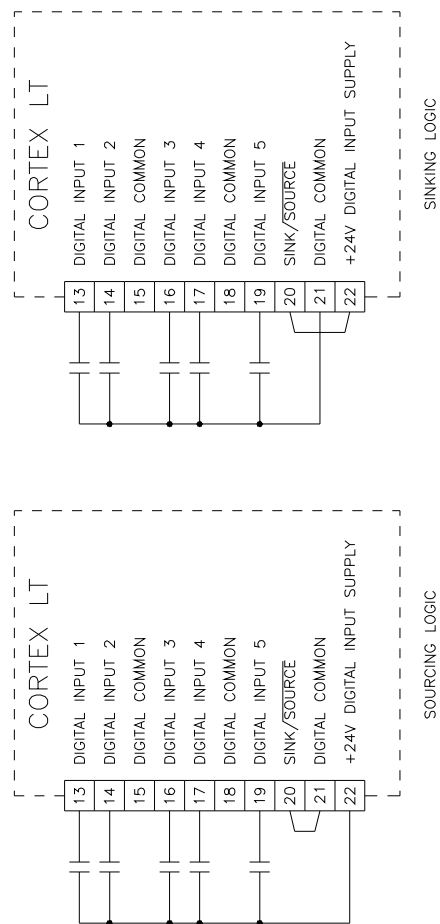 CORTEX LT
DIGITAL INPUT 1
DIGITAL INPUT 2
DIGITAL COMMON
DIGITAL INPUT 3
DIGITAL INPUT 4
DIGITAL COMMON
DIGITAL INPUT 5
SINK/SOURCE
DIGITAL COMMON
+24V DIGITAL INPUT SUPPLY
13
14
15
16
17
18
19
20
21
22
SINKING LOGIC
CORTEX LT
DIGITAL INPUT 1
DIGITAL INPUT 2
DIGITAL COMMON
DIGITAL INPUT 3
DIGITAL INPUT 4
DIGITAL COMMON
DIGITAL INPUT 5
SINK/SOURCE
DIGITAL COMMON
+24V DIGITAL INPUT SUPPLY
13
14
15
16
17
18
19
20
21
22
SOURCING LOGIC